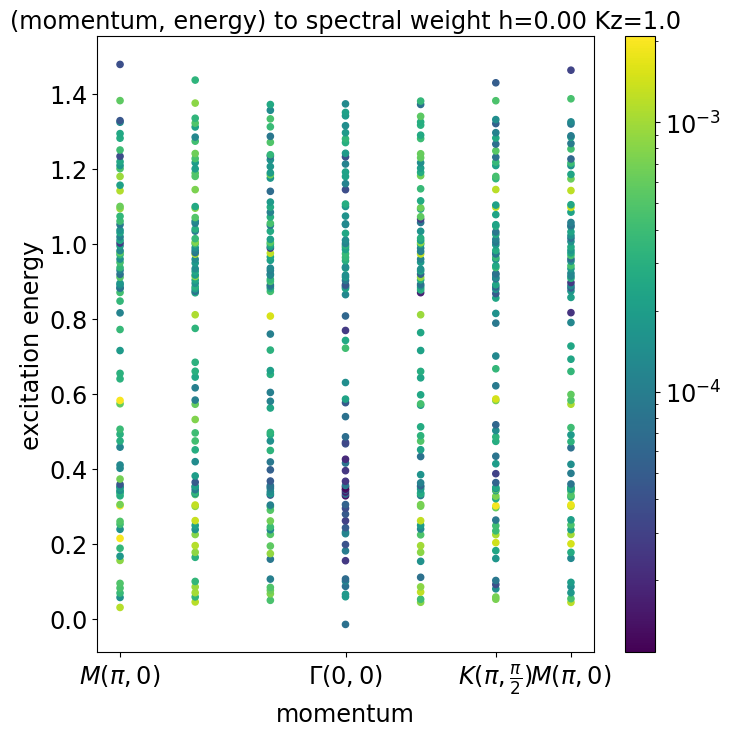 (momentum, energy) to spectral weight h=0.00 Kz=1.0
excitation energy
1.4
1.2
1.0
0.8
0.6
0.4
0.2
0.0
M(π, 0)
Γ(0, 0)
K(π, π/2)
M(π, 0)
momentum
10⁻³
10⁻⁴